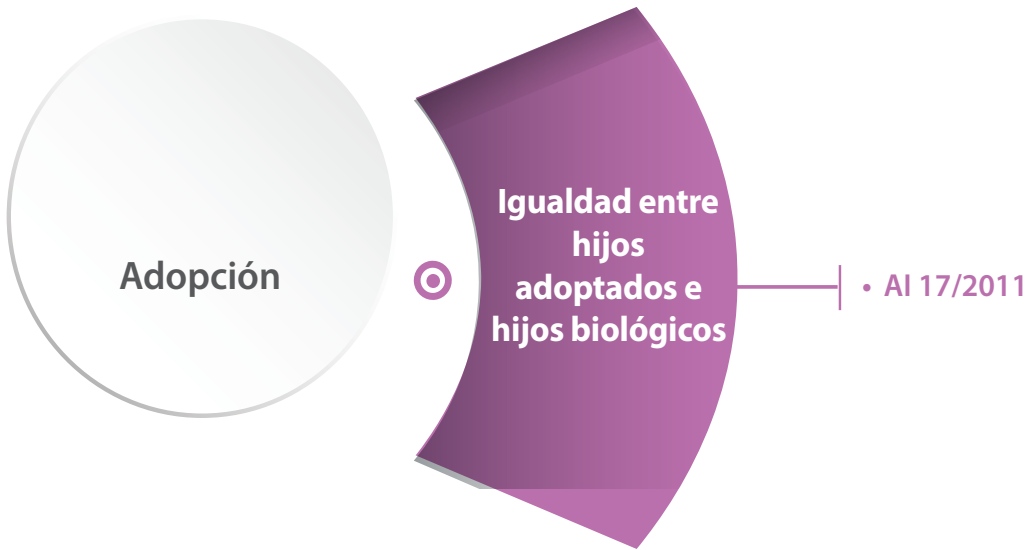 Adopción
Igualdad entre
hijos
adoptados e
hijos biológicos
• AI 17/2011